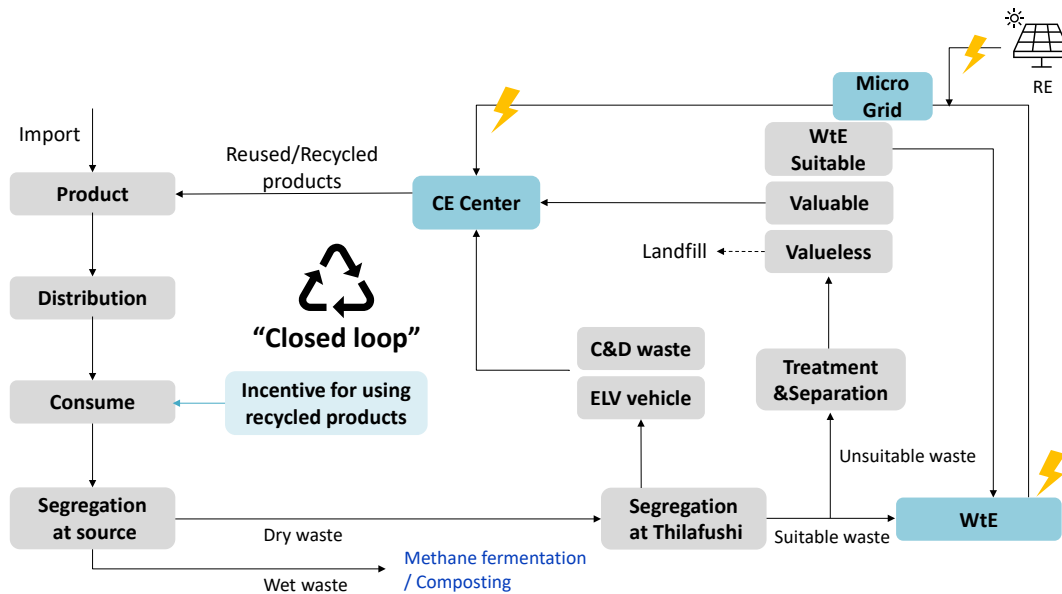 RE
Micro
Grid
Import
WtE
Suitable
Reused/Recycled
products
Product
CE Center
Valuable
Landfill
Valueless
Distribution
“Closed loop”
C&D waste
Treatment
&Separation
Incentive for using
recycled products
Consume
ELV vehicle
Unsuitable waste
Segregation
at source
Dry waste
Segregation
at Thilafushi
Suitable waste
WtE
Wet waste
Methane fermentation
/ Composting